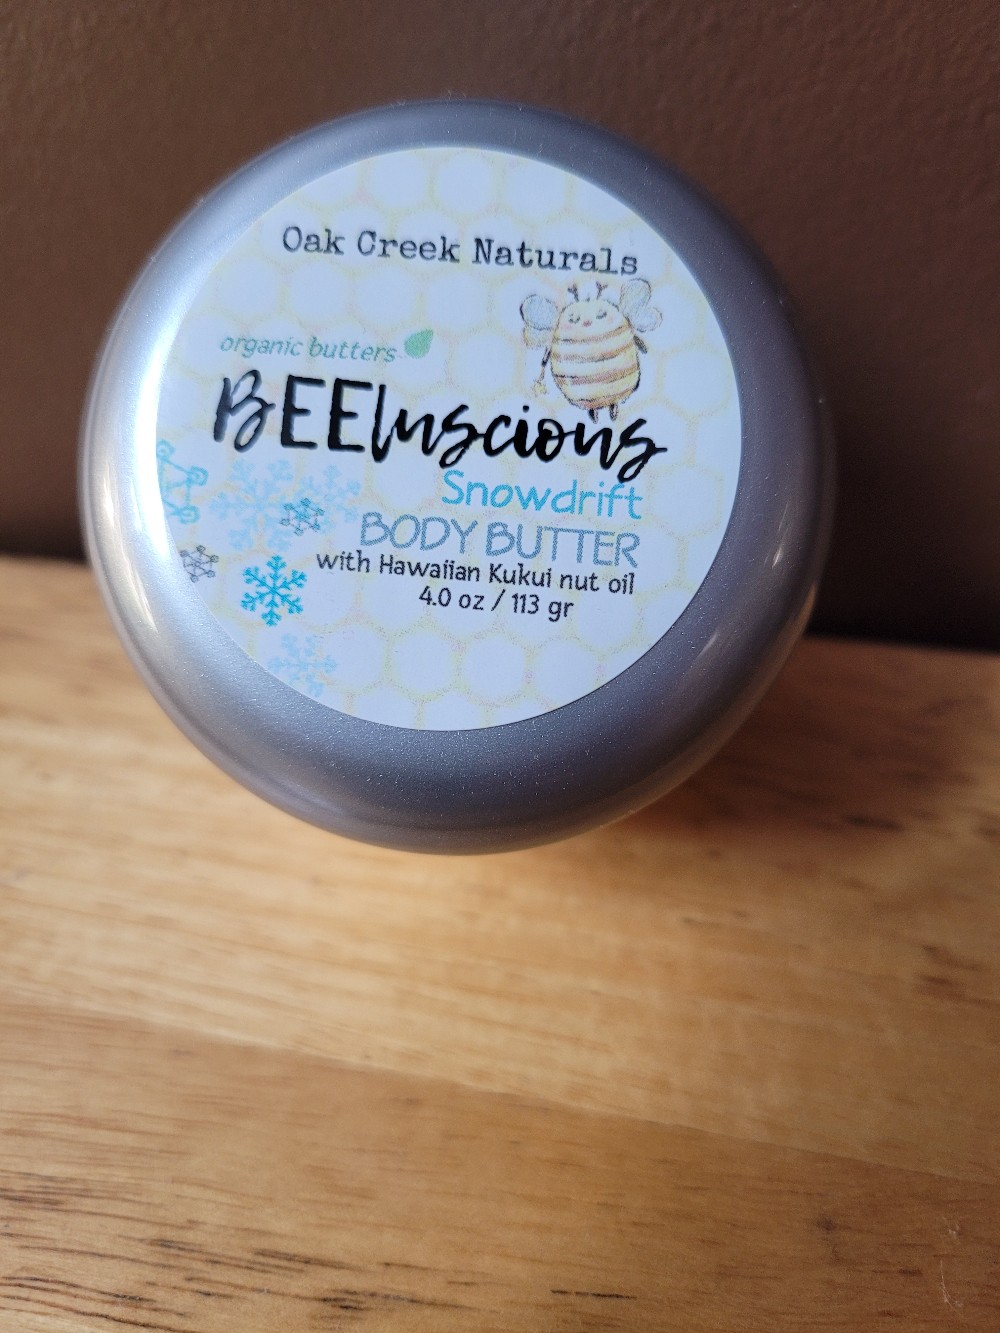 Oak Creek Naturals
organic butters
BEEluscious
Snowdrift
BODY BUTTER
with Hawaiian Kukui nut oil
4.0 oz / 113 gr